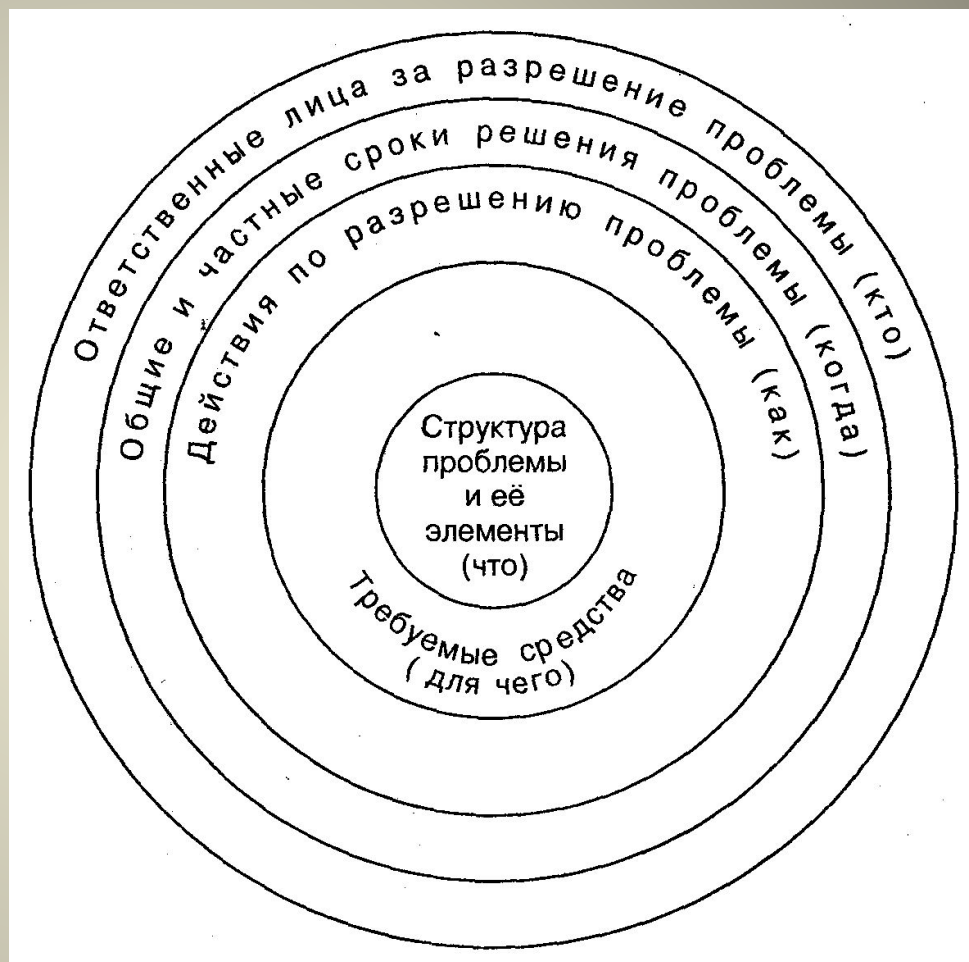 Ответственные лица за разрешение проблемы (кто)
Общие и частные сроки решения проблемы (когда)
Действия по разрешению проблемы (как)
Структура
проблемы
и её
элементы
(что)
Требуемые средства
( для чего)